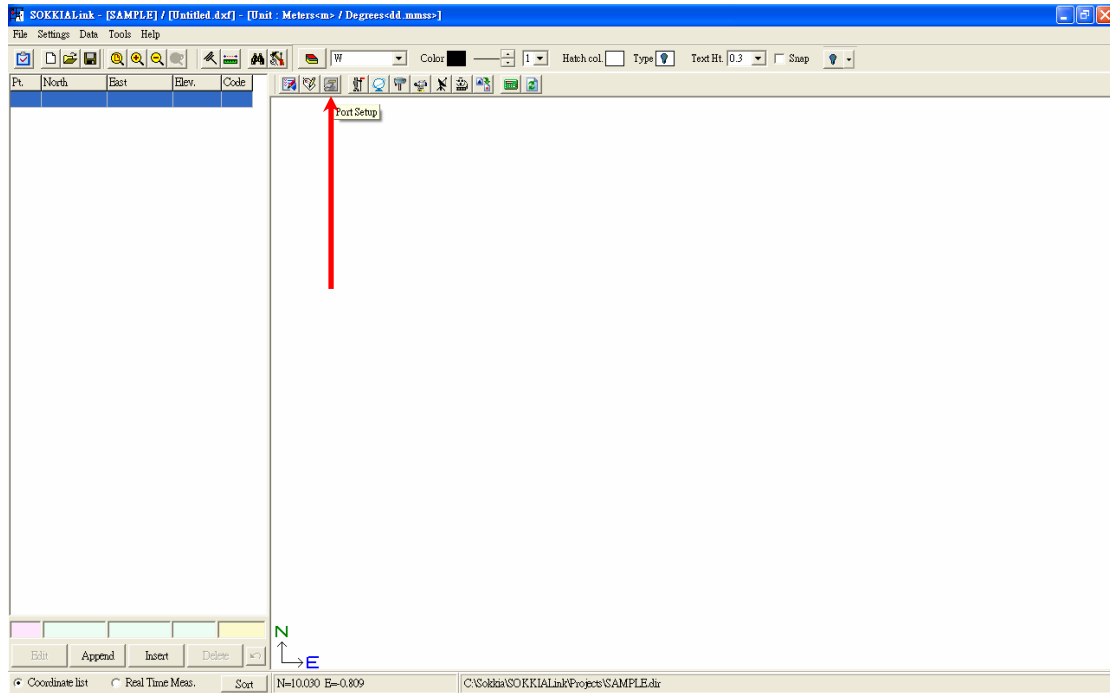 SOKKIALink - [SAMPLE] / [Untitled.dxf] - [Unit : Meters<m> / Degrees<dd.mmss>]
File Settings Data Tools Help
W Color 1 Hatch col. Type Text Ht. 0.3 Snap
Pt. North East Elev. Code
Port Setup
N
E
Edit Append Insert Delete
Coordinate list Real Time Meas. Sort N=10.030 E=-0.809 C:\Sokkia\SOKKIALink\Projects\SAMPLE.dir